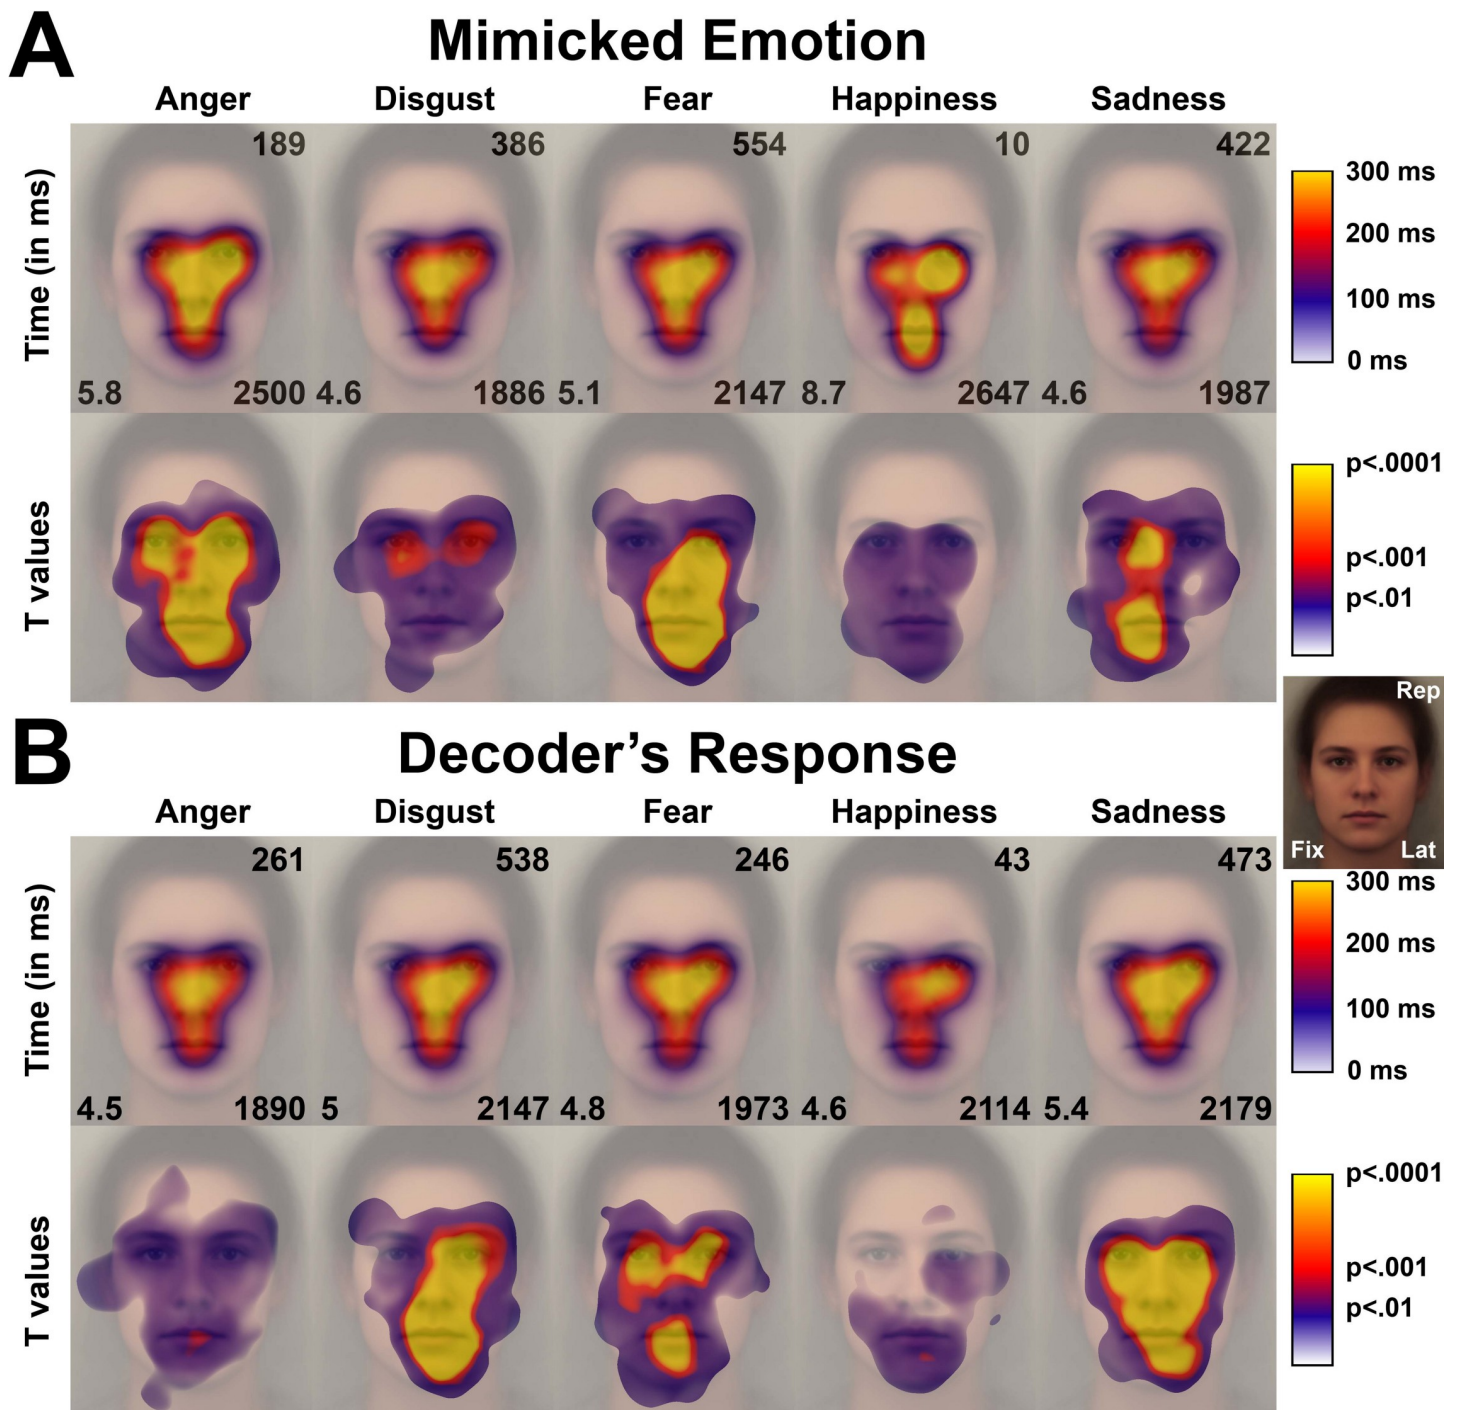 A
Mimicked Emotion
Anger Disgust Fear Happiness Sadness
Time (in ms)
189 386 554 10 422
5.8 2500 4.6 1886 5.1 2147 8.7 2647 4.6 1987
300 ms
200 ms
100 ms
0 ms
T values
p<.0001
p<.001
p<.01
Rep
Fix Lat
B
Decoder’s Response
Anger Disgust Fear Happiness Sadness
Time (in ms)
261 538 246 43 473
4.5 1890 5 2147 4.8 1973 4.6 2114 5.4 2179
300 ms
200 ms
100 ms
0 ms
T values
p<.0001
p<.001
p<.01